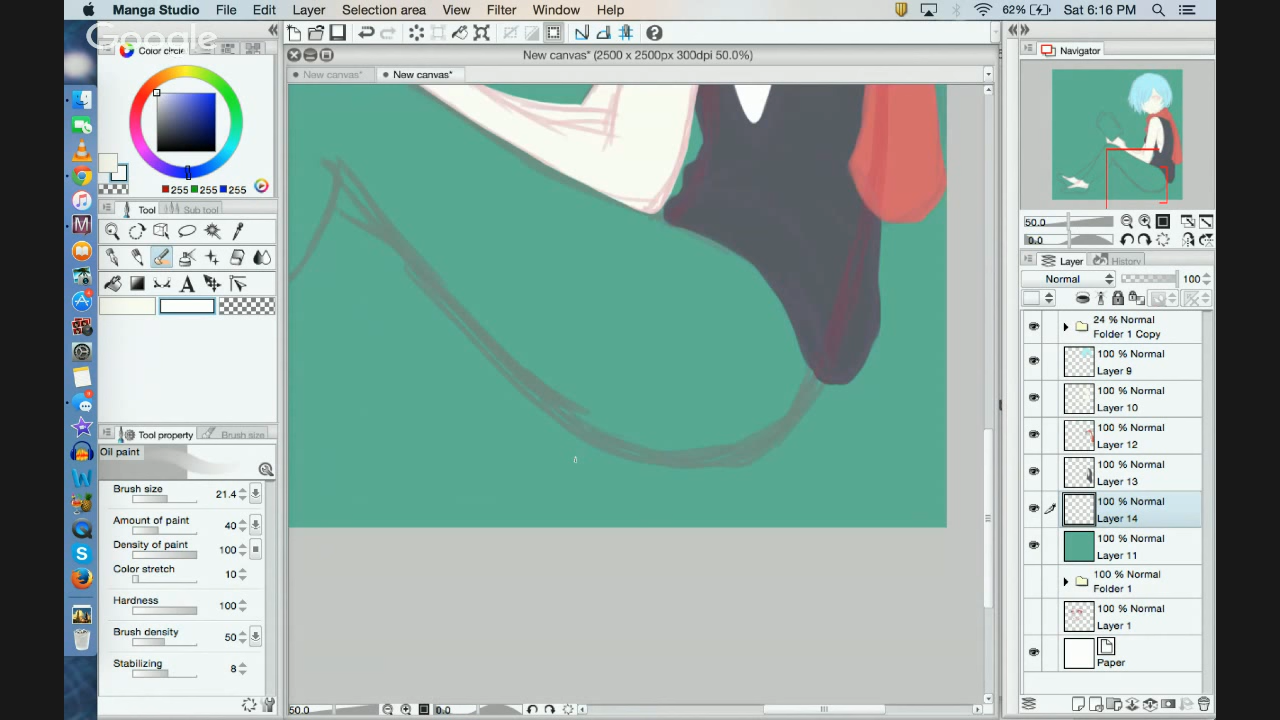 Manga Studio File Edit Layer Selection area View Filter Window Help 62% Sat 6:16 PM
Google
Color circle
New canvas* (2500 x 2500px 300dpi 50.0%)
Navigator
New canvas*
New canvas*
255 255 255
Tool
Sub tool
50.0
0.0
Layer
History
Normal 100
24 % Normal
Folder 1 Copy
100 % Normal
Layer 9
100 % Normal
Layer 10
100 % Normal
Layer 12
100 % Normal
Layer 13
100 % Normal
Layer 14
100 % Normal
Layer 11
100 % Normal
Folder 1
100 % Normal
Layer 1
Paper
Tool property
Brush size
Oil paint
Brush size 21.4
Amount of paint 40
Density of paint 100
Color stretch 10
Hardness 100
Brush density 50
Stabilizing 8
50.0 0.0